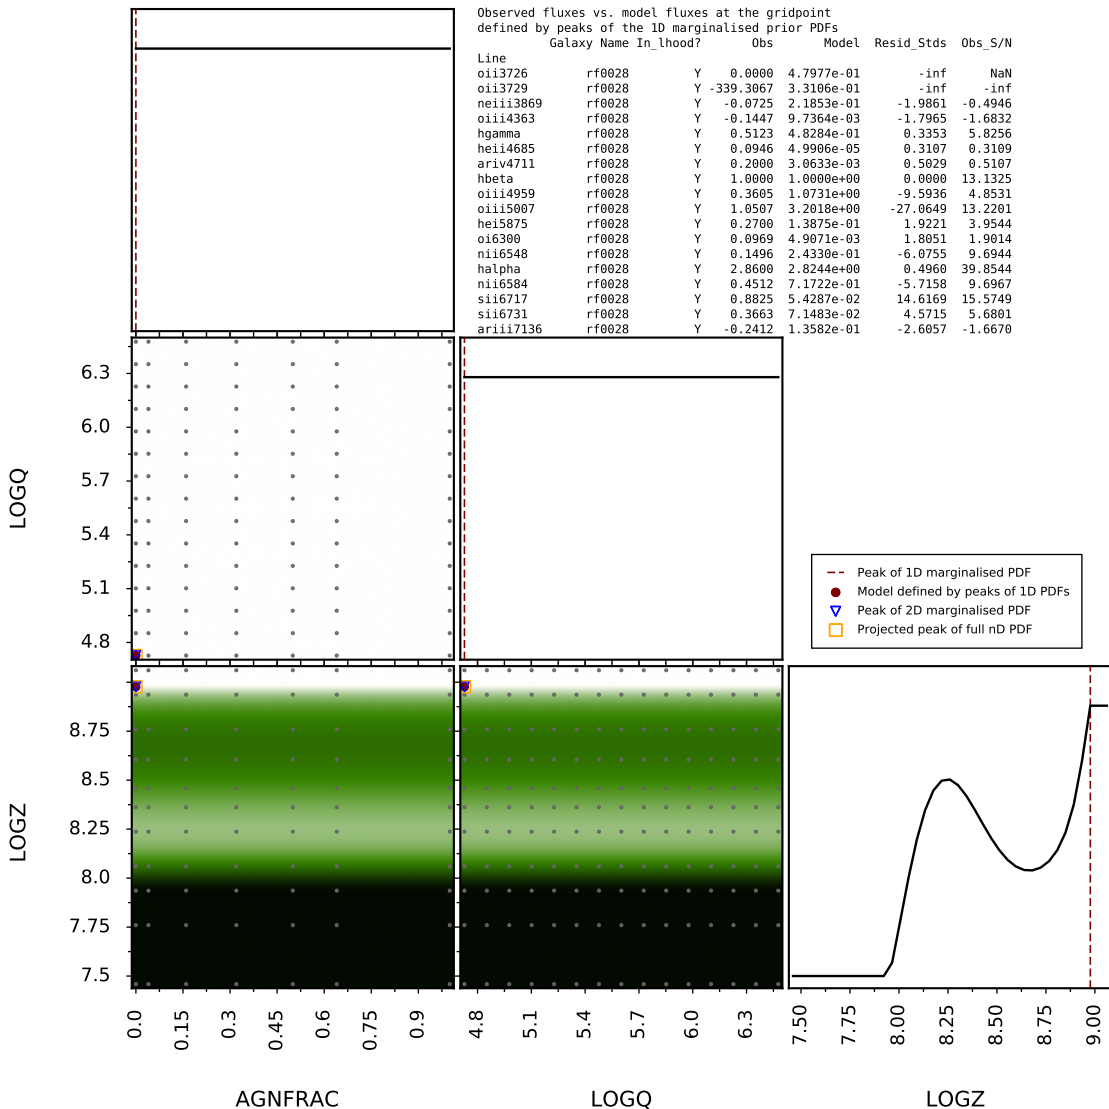 Observed fluxes vs. model fluxes at the gridpoint
defined by peaks of the 1D marginalised prior PDFs
Galaxy Name In_lhood? Obs Model Resid_Stds Obs_S/N
Line
oii3726 rf0028 Y 0.0000 4.7977e-01 -inf NaN
oii3729 rf0028 Y -339.3067 3.3106e-01 -inf -inf
neiii3869 rf0028 Y -0.0725 2.1853e-01 -1.9861 -0.4946
oiii4363 rf0028 Y -0.1447 9.7364e-03 -1.7965 -1.6832
hgamma rf0028 Y 0.5123 4.8284e-01 0.3353 5.8256
heii4685 rf0028 Y 0.0946 4.9906e-05 0.3107 0.3109
ariv4711 rf0028 Y 0.2000 3.0633e-03 0.5029 0.5107
hbeta rf0028 Y 1.0000 1.0000e+00 0.0000 13.1325
oiii4959 rf0028 Y 0.3605 1.0731e+00 -9.5936 4.8531
oiii5007 rf0028 Y 1.0507 3.2018e+00 -27.0649 13.2201
hei5875 rf0028 Y 0.2700 1.3875e-01 1.9221 3.9544
oi6300 rf0028 Y 0.0969 4.9071e-03 1.8051 1.9014
nii6548 rf0028 Y 0.1496 2.4330e-01 -6.0755 9.6944
halpha rf0028 Y 2.8600 2.8244e+00 0.4960 39.8544
nii6584 rf0028 Y 0.4512 7.1722e-01 -5.7158 9.6967
sii6717 rf0028 Y 0.8825 5.4287e-02 14.6169 15.5749
sii6731 rf0028 Y 0.3663 7.1483e-02 4.5715 5.6801
ariii7136 rf0028 Y -0.2412 1.3582e-01 -2.6057 -1.6670
LOGQ
6.3
6.0
5.7
5.4
5.1
4.8
Peak of 1D marginalised PDF
Model defined by peaks of 1D PDFs
Peak of 2D marginalised PDF
Projected peak of full nD PDF
LOGZ
8.75
8.5
8.25
8.0
7.75
7.5
0.0 0.15 0.3 0.45 0.6 0.75 0.9
4.8 5.1 5.4 5.7 6.0 6.3
7.50 7.75 8.00 8.25 8.50 8.75 9.00
AGNFRAC LOGQ LOGZ